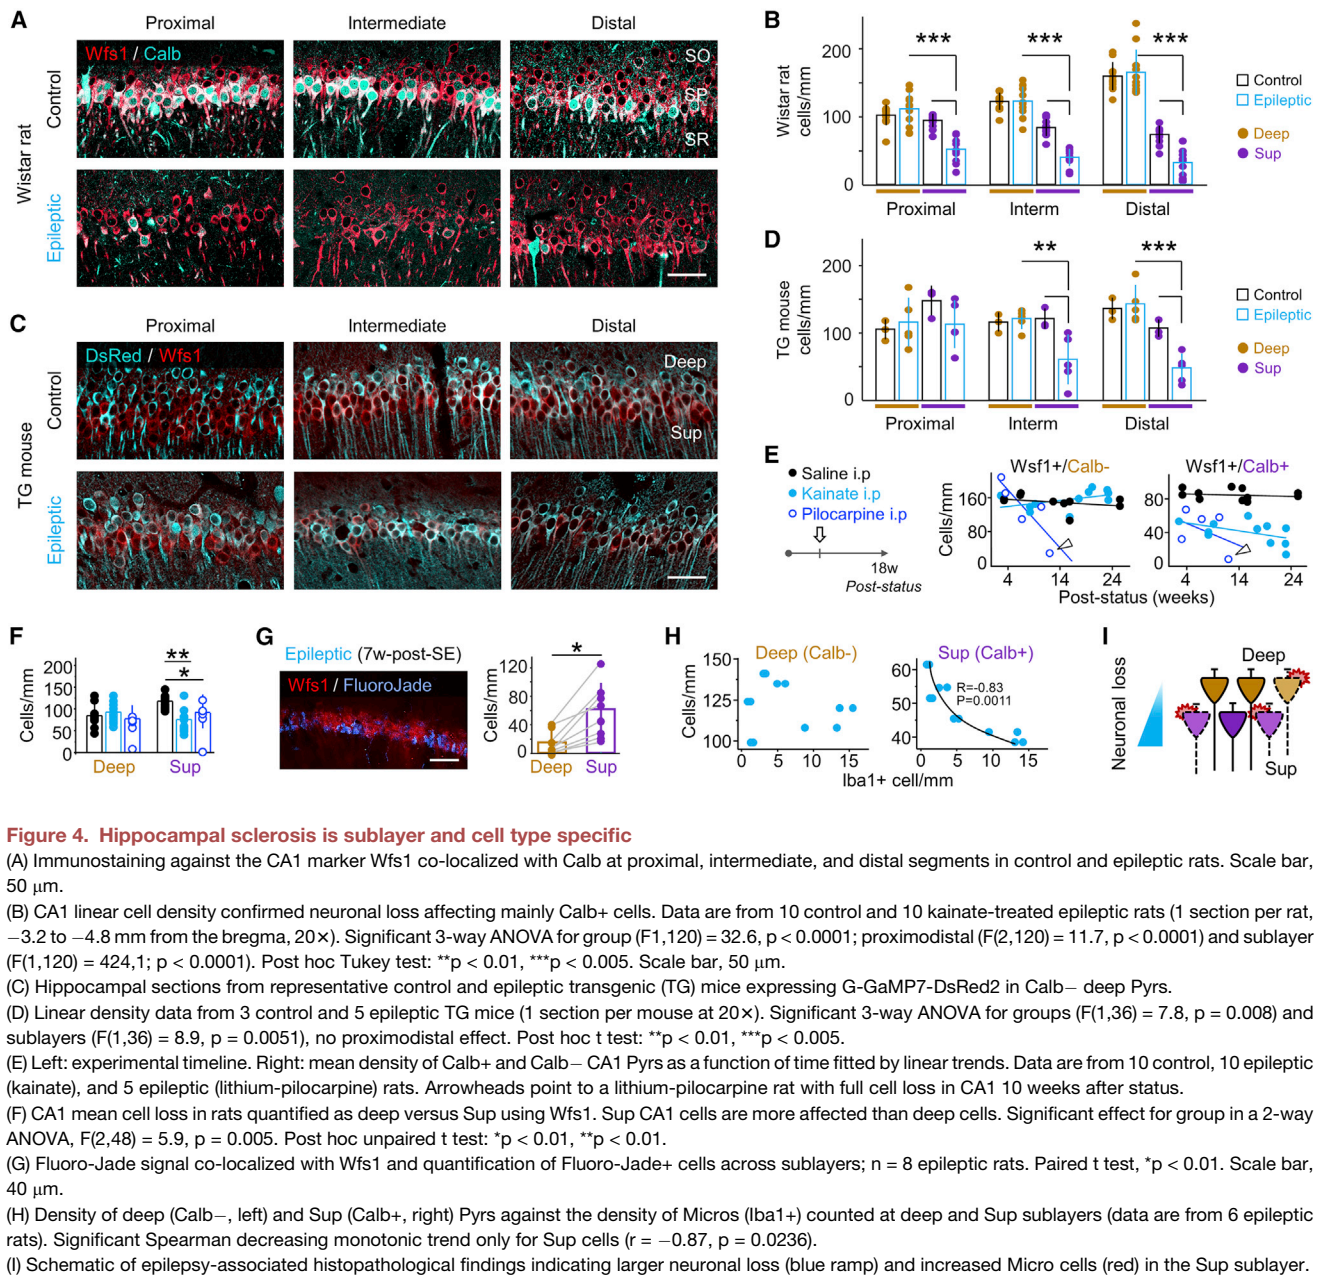 A
Proximal
Intermediate
Distal
Wistar rat
Control
Epileptic
Wfs1 / Calb
SO
SP
SR
B
Wistar rat
cells/mm
200
100
0
***
***
***
Proximal
Interm
Distal
Control
Epileptic
Deep
Sup
C
Proximal
Intermediate
Distal
TG mouse
Control
Epileptic
DsRed / Wfs1
Deep
Sup
D
TG mouse
cells/mm
200
100
0
**
***
Proximal
Interm
Distal
Control
Epileptic
Deep
Sup
E
Saline i.p
Kainate i.p
Pilocarpine i.p
18w
Post-status
Wsf1+/Calb-
Wsf1+/Calb+
Cells/mm
160
80
0
80
40
0
4 14 24
4 14 24
Post-status (weeks)
F
Cells/mm
200
150
100
50
0
**
*
Deep
Sup
G
Epileptic (7w-post-SE)
Wfs1 / FluoroJade
Cells/mm
120
80
40
0
*
Deep
Sup
H
Deep (Calb-)
Sup (Calb+)
Cells/mm
150
125
100
60
50
40
R=-0.83
P=0.0011
0 5 10 15
0 5 10 15
Iba1+ cell/mm
I
Neuronal loss
Deep
Sup
Figure 4. Hippocampal sclerosis is sublayer and cell type specific
(A) Immunostaining against the CA1 marker Wfs1 co-localized with Calb at proximal, intermediate, and distal segments in control and epileptic rats. Scale bar,
50 μm.
(B) CA1 linear cell density confirmed neuronal loss affecting mainly Calb+ cells. Data are from 10 control and 10 kainate-treated epileptic rats (1 section per rat,
−3.2 to −4.8 mm from the bregma, 20×). Significant 3-way ANOVA for group (F1,120) = 32.6, p < 0.0001; proximodistal (F(2,120) = 11.7, p < 0.0001) and sublayer
(F(1,120) = 424,1; p < 0.0001). Post hoc Tukey test: **p < 0.01, ***p < 0.005. Scale bar, 50 μm.
(C) Hippocampal sections from representative control and epileptic transgenic (TG) mice expressing G-GaMP7-DsRed2 in Calb− deep Pyrs.
(D) Linear density data from 3 control and 5 epileptic TG mice (1 section per mouse at 20×). Significant 3-way ANOVA for groups (F(1,36) = 7.8, p = 0.008) and
sublayers (F(1,36) = 8.9, p = 0.0051), no proximodistal effect. Post hoc t test: **p < 0.01, ***p < 0.005.
(E) Left: experimental timeline. Right: mean density of Calb+ and Calb− CA1 Pyrs as a function of time fitted by linear trends. Data are from 10 control, 10 epileptic
(kainate), and 5 epileptic (lithium-pilocarpine) rats. Arrowheads point to a lithium-pilocarpine rat with full cell loss in CA1 10 weeks after status.
(F) CA1 mean cell loss in rats quantified as deep versus Sup using Wfs1. Sup CA1 cells are more affected than deep cells. Significant effect for group in a 2-way
ANOVA, F(2,48) = 5.9, p = 0.005. Post hoc unpaired t test: *p < 0.01, **p < 0.01.
(G) Fluoro-Jade signal co-localized with Wfs1 and quantification of Fluoro-Jade+ cells across sublayers; n = 8 epileptic rats. Paired t test, *p < 0.01. Scale bar,
40 μm.
(H) Density of deep (Calb−, left) and Sup (Calb+, right) Pyrs against the density of Micros (Iba1+) counted at deep and Sup sublayers (data are from 6 epileptic
rats). Significant Spearman decreasing monotonic trend only for Sup cells (r = −0.87, p = 0.0236).
(I) Schematic of epilepsy-associated histopathological findings indicating larger neuronal loss (blue ramp) and increased Micro cells (red) in the Sup sublayer.